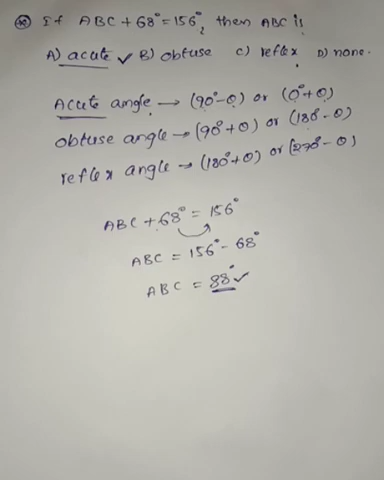 If ABC + 68° = 156°, then ABC is
A) acute ✓ B) obtuse C) reflex D) none.
Acute angle → (90°-θ) or (0°+θ)
obtuse angle → (90°+θ) or (180°-θ)
reflex angle → (180°+θ) or (270°-θ)
ABC + 68° = 156°
ABC = 156° - 68°
ABC = 88° ✓